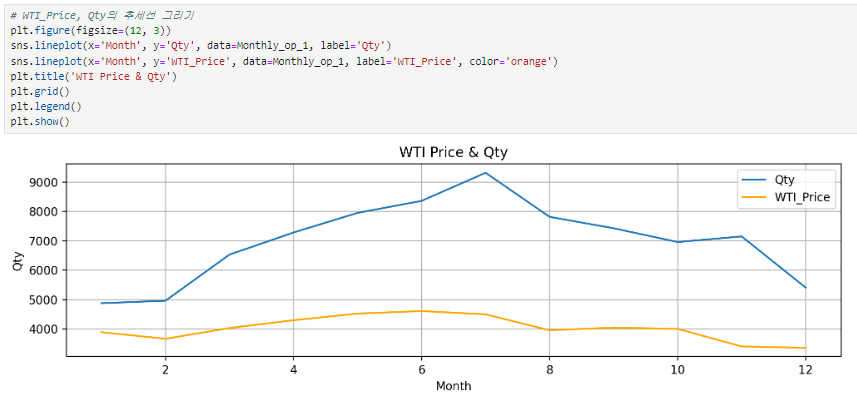 # WTI_Price, Qty의 추세선 그리기
plt.figure(figsize=(12, 3))
sns.lineplot(x='Month', y='Qty', data=Monthly_op_1, label='Qty')
sns.lineplot(x='Month', y='WTI_Price', data=Monthly_op_1, label='WTI_Price', color='orange')
plt.title('WTI Price & Qty')
plt.grid()
plt.legend()
plt.show()
WTI Price & Qty
Qty
WTI_Price
9000
8000
7000
6000
5000
4000
Qty
2 4 6 8 10 12
Month